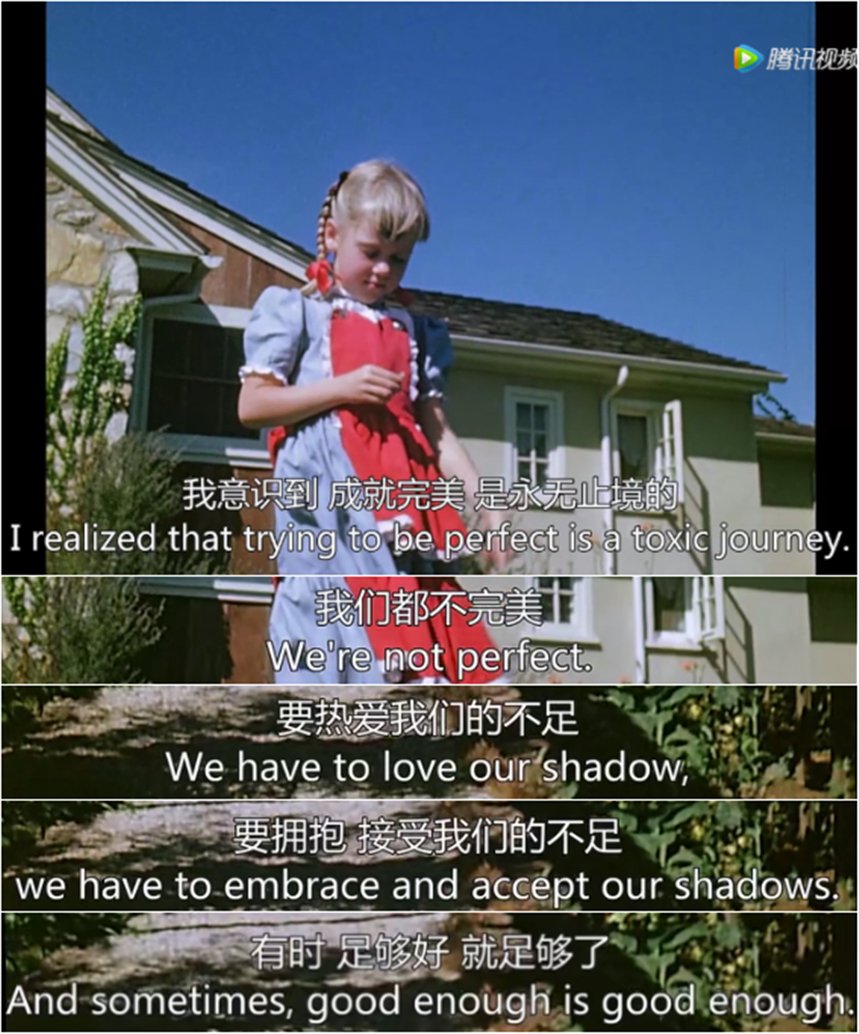 腾讯视频
我意识到 成就完美 是永无止境的
I realized that trying to be perfect is a toxic journey.
我们都不完美
We're not perfect.
要热爱我们的不足
We have to love our shadow,
要拥抱 接受我们的不足
we have to embrace and accept our shadows.
有时 足够好 就足够了
And sometimes, good enough is good enough.